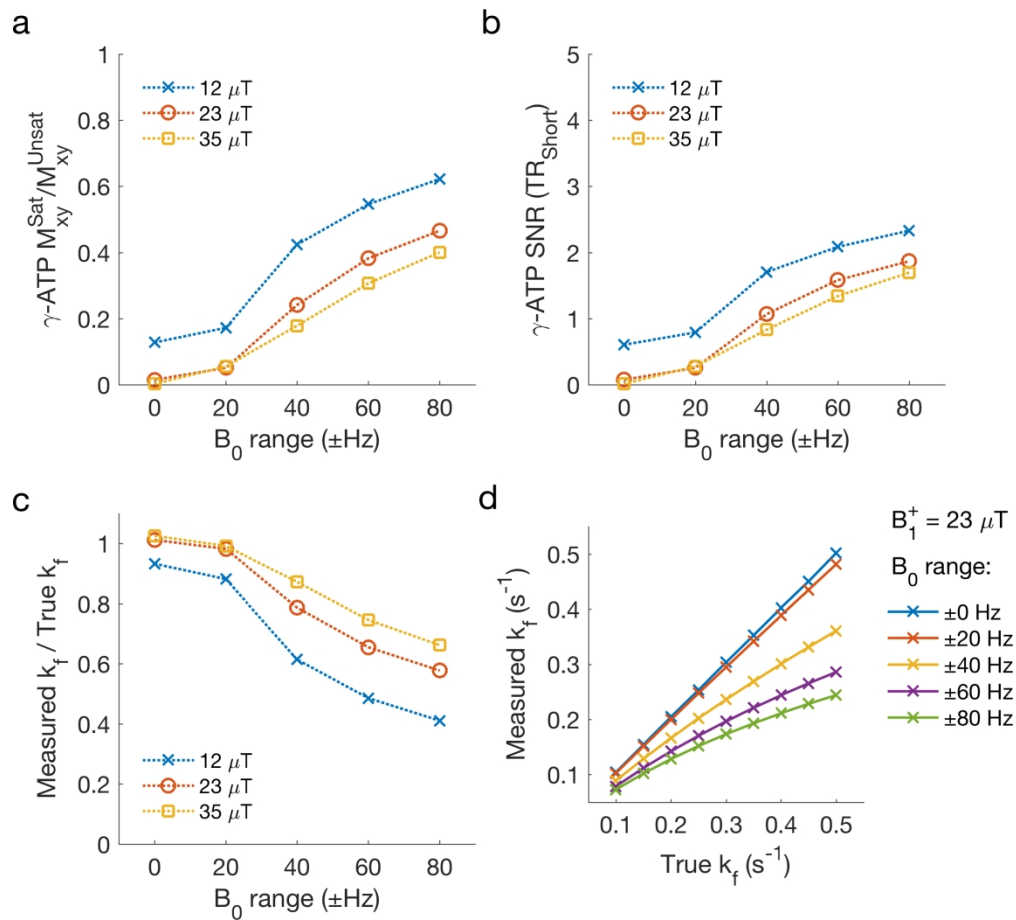 a
γ-ATP M_xy^Sat/M_xy^Unsat
1
0.8
0.6
0.4
0.2
0
12 μT
23 μT
35 μT
0 20 40 60 80
B_0 range (±Hz)
b
γ-ATP SNR (TR_Short)
5
4
3
2
1
0
12 μT
23 μT
35 μT
0 20 40 60 80
B_0 range (±Hz)
c
Measured k_f / True k_f
1
0.8
0.6
0.4
0.2
0
12 μT
23 μT
35 μT
0 20 40 60 80
B_0 range (±Hz)
d
Measured k_f (s^-1)
0.5
0.4
0.3
0.2
0.1
0.1 0.2 0.3 0.4 0.5
True k_f (s^-1)
B_1^+ = 23 μT
B_0 range:
±0 Hz
±20 Hz
±40 Hz
±60 Hz
±80 Hz